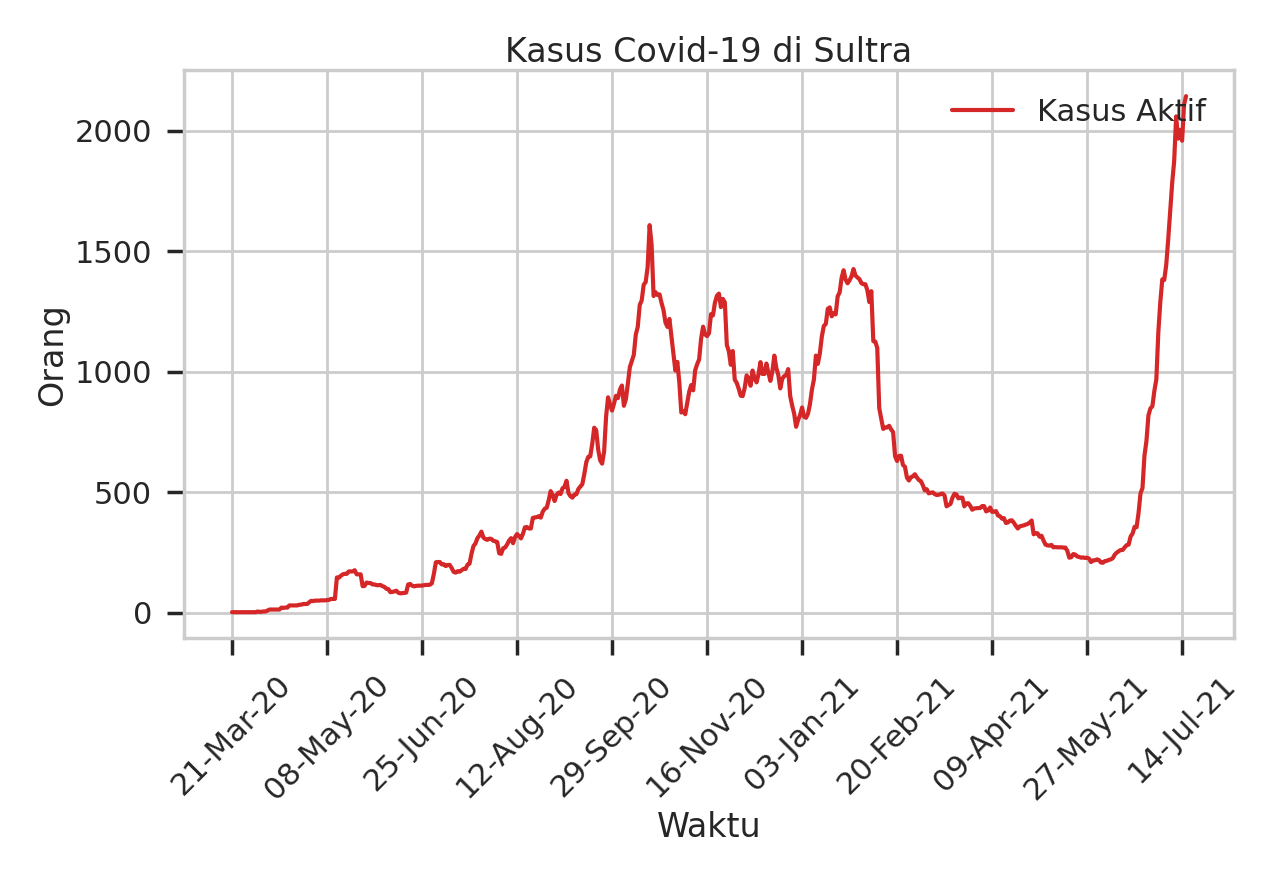 Kasus Covid-19 di Sultra
Kasus Aktif
2000
1500
1000
500
0
Orang
21-Mar-20
08-May-20
25-Jun-20
12-Aug-20
29-Sep-20
16-Nov-20
03-Jan-21
20-Feb-21
09-Apr-21
27-May-21
14-Jul-21
Waktu